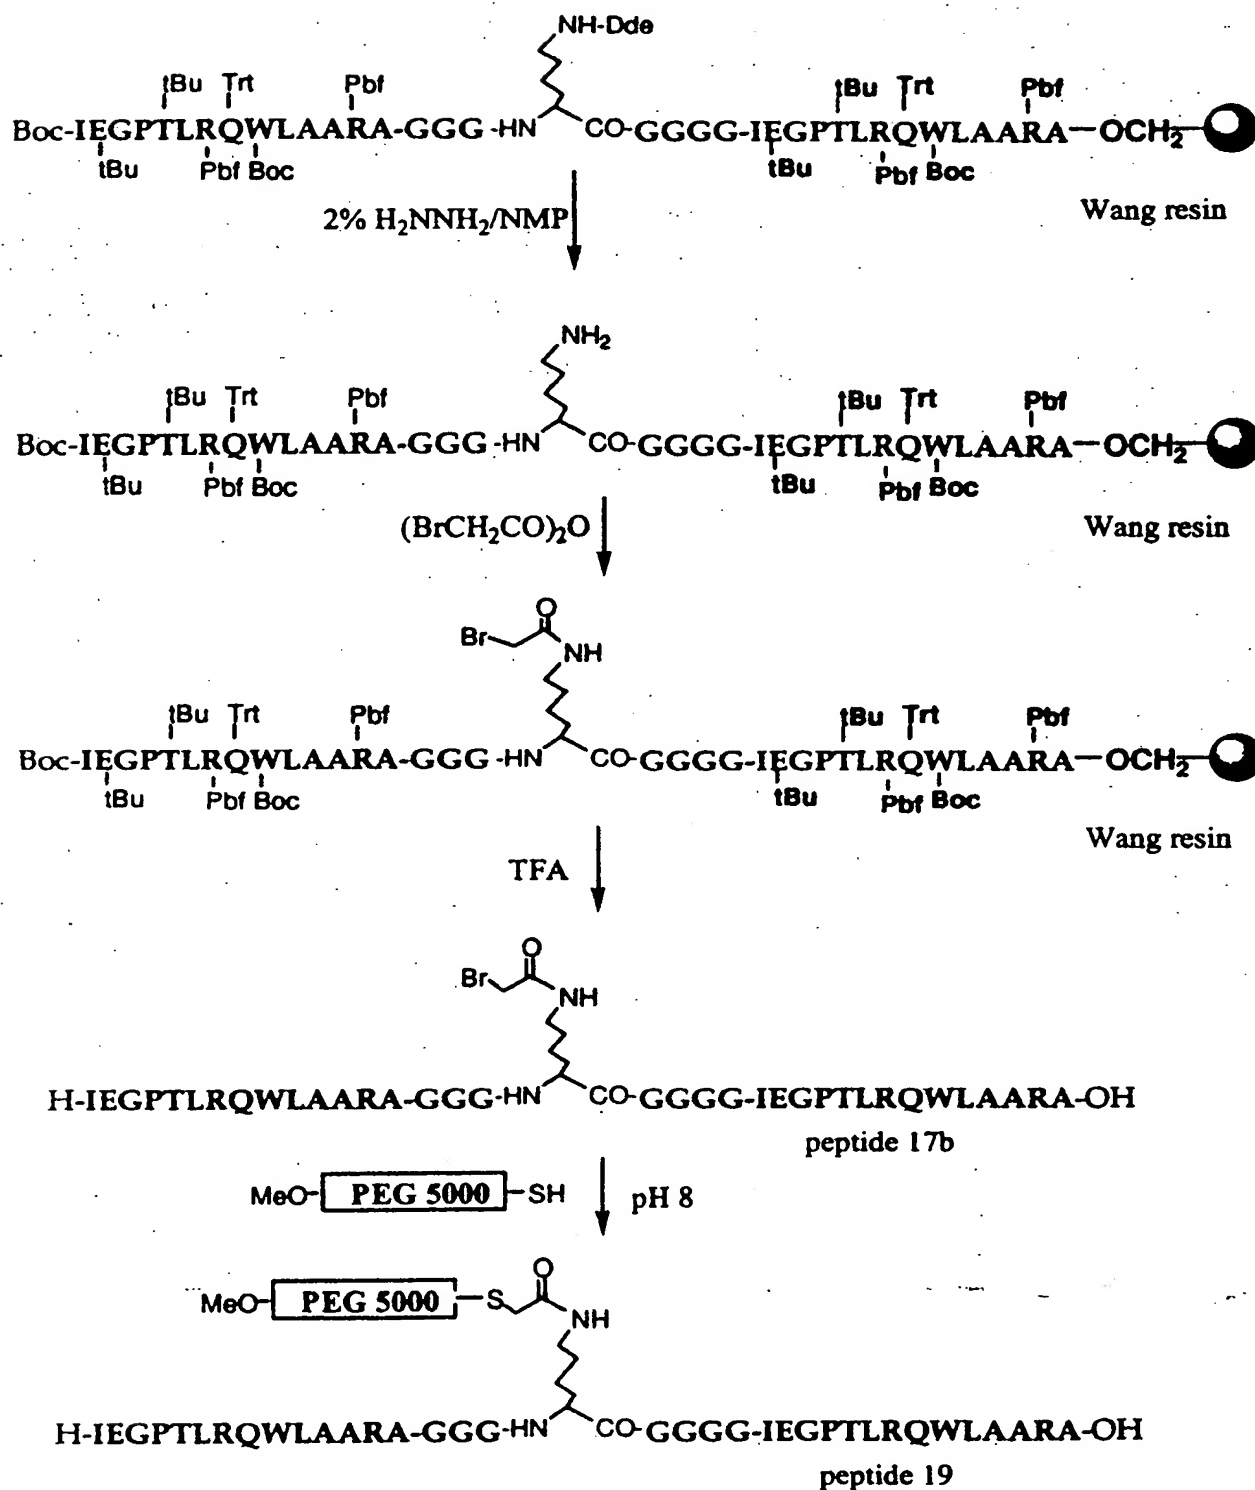 NH-Dde
tBu Trt Pbf tBu Trt Pbf
Boc-IEGPTLRQWLAARA-GGG-HN CO-GGGG-IEGPTLRQWLAARA-OCH₂
tBu Pbf Boc tBu Pbf Boc
Wang resin
2% H₂NNH₂/NMP
NH₂
tBu Trt Pbf tBu Trt Pbf
Boc-IEGPTLRQWLAARA-GGG-HN CO-GGGG-IEGPTLRQWLAARA-OCH₂
tBu Pbf Boc tBu Pbf Boc
Wang resin
(BrCH₂CO)₂O
O
Br
NH
tBu Trt Pbf tBu Trt Pbf
Boc-IEGPTLRQWLAARA-GGG-HN CO-GGGG-IEGPTLRQWLAARA-OCH₂
tBu Pbf Boc tBu Pbf Boc
Wang resin
TFA
O
Br
NH
H-IEGPTLRQWLAARA-GGG-HN CO-GGGG-IEGPTLRQWLAARA-OH
peptide 17b
MeO-PEG 5000-SH pH 8
O
MeO-PEG 5000-S
NH
H-IEGPTLRQWLAARA-GGG-HN CO-GGGG-IEGPTLRQWLAARA-OH
peptide 19